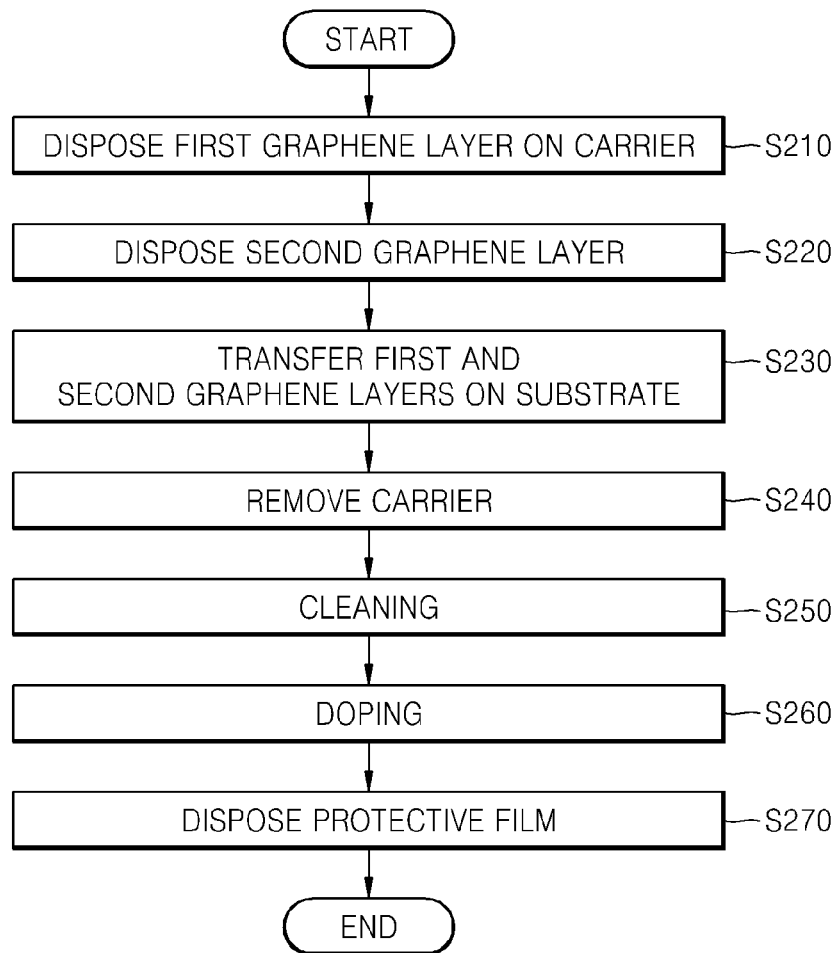 START
DISPOSE FIRST GRAPHENE LAYER ON CARRIER S210
DISPOSE SECOND GRAPHENE LAYER S220
TRANSFER FIRST AND
SECOND GRAPHENE LAYERS ON SUBSTRATE S230
REMOVE CARRIER S240
CLEANING S250
DOPING S260
DISPOSE PROTECTIVE FILM S270
END